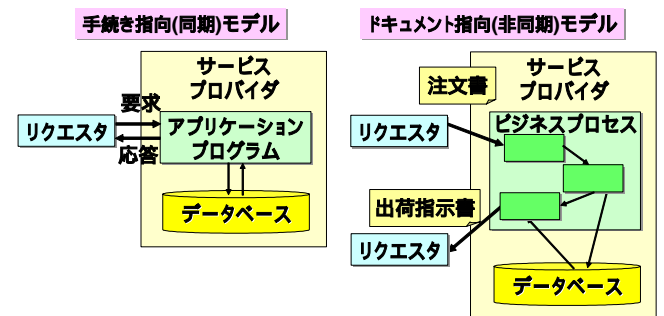 手続き指向(同期)モデル
サービス
プロバイダ
要求
リクエスタ
応答
アプリケーション
プログラム
データベース
ドキュメント指向(非同期)モデル
サービス
プロバイダ
注文書
ビジネスプロセス
リクエスタ
出荷指示書
リクエスタ
データベース